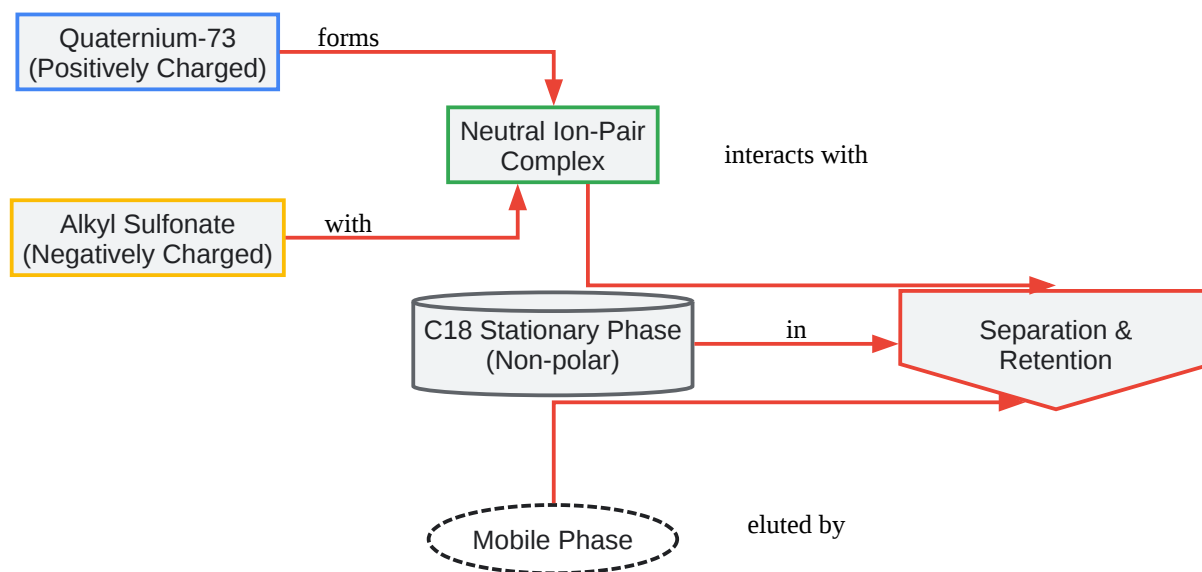 Quaternium-73
(Positively Charged)
forms
Neutral Ion-Pair
Complex
interacts with
Alkyl Sulfonate
(Negatively Charged)
with
C18 Stationary Phase
(Non-polar)
in
Separation &
Retention
Mobile Phase
eluted by